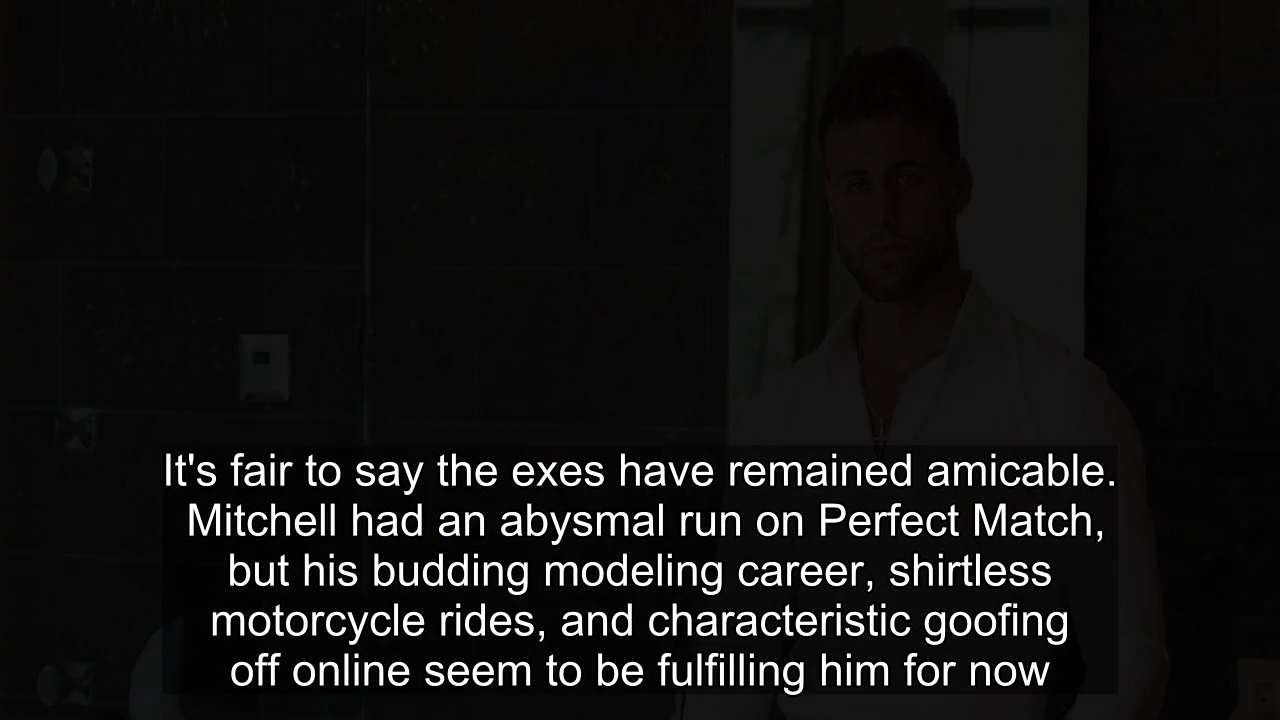 It's fair to say the exes have remained amicable.
Mitchell had an abysmal run on Perfect Match,
but his budding modeling career, shirtless
motorcycle rides, and characteristic goofing
off online seem to be fulfilling him for now